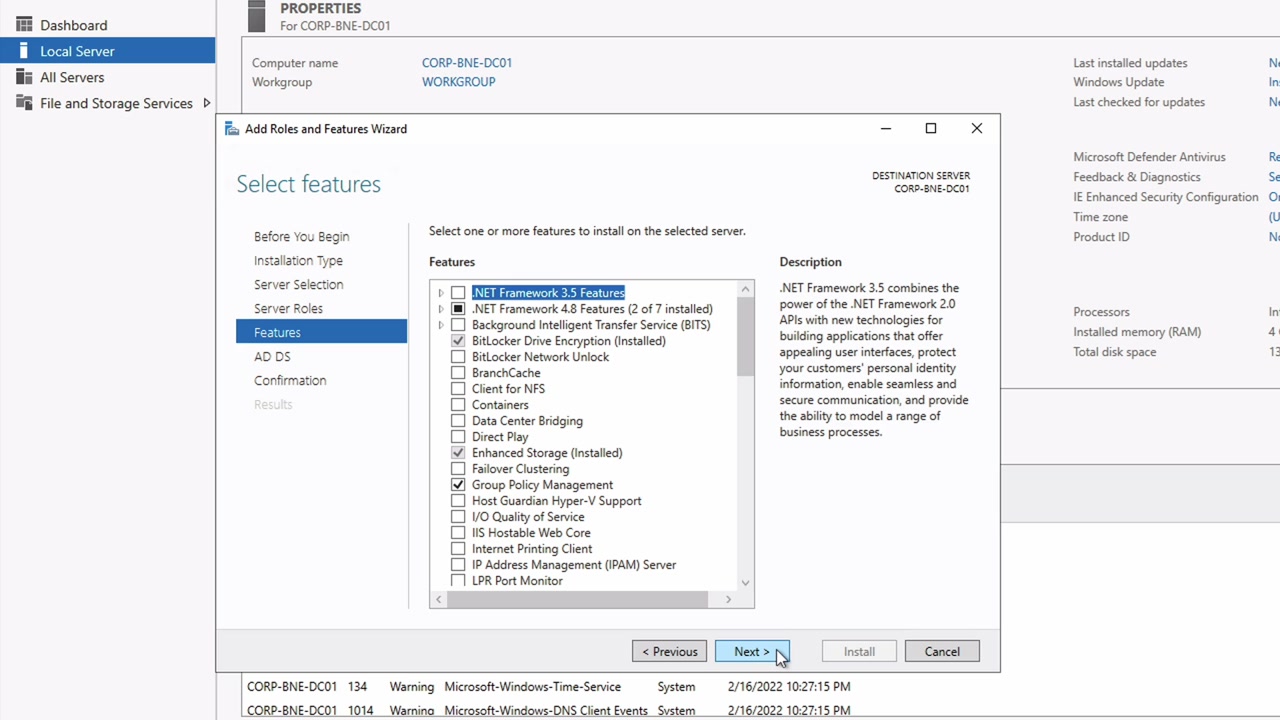 Dashboard
Local Server
All Servers
File and Storage Services
PROPERTIES
For CORP-BNE-DC01
Computer name CORP-BNE-DC01
Workgroup WORKGROUP
Last installed updates Ne
Windows Update Ins
Last checked for updates Ne
Microsoft Defender Antivirus Re
Feedback & Diagnostics Se
IE Enhanced Security Configuration On
Time zone (U
Product ID No
Processors In
Installed memory (RAM) 4
Total disk space 13
Add Roles and Features Wizard
Select features
DESTINATION SERVER
CORP-BNE-DC01
Before You Begin
Installation Type
Server Selection
Server Roles
Features
AD DS
Confirmation
Results
Select one or more features to install on the selected server.
Features
.NET Framework 3.5 Features
.NET Framework 4.8 Features (2 of 7 installed)
Background Intelligent Transfer Service (BITS)
BitLocker Drive Encryption (Installed)
BitLocker Network Unlock
BranchCache
Client for NFS
Containers
Data Center Bridging
Direct Play
Enhanced Storage (Installed)
Failover Clustering
Group Policy Management
Host Guardian Hyper-V Support
I/O Quality of Service
IIS Hostable Web Core
Internet Printing Client
IP Address Management (IPAM) Server
LPR Port Monitor
Description
.NET Framework 3.5 combines the
power of the .NET Framework 2.0
APIs with new technologies for
building applications that offer
appealing user interfaces, protect
your customers' personal identity
information, enable seamless and
secure communication, and provide
the ability to model a range of
business processes.
< Previous
Next >
Install
Cancel
CORP-BNE-DC01 134 Warning Microsoft-Windows-Time-Service System 2/16/2022 10:27:15 PM
CORP-BNE-DC01 1014 Warning Microsoft-Windows-DNS Client Events System 2/16/2022 10:27:15 PM